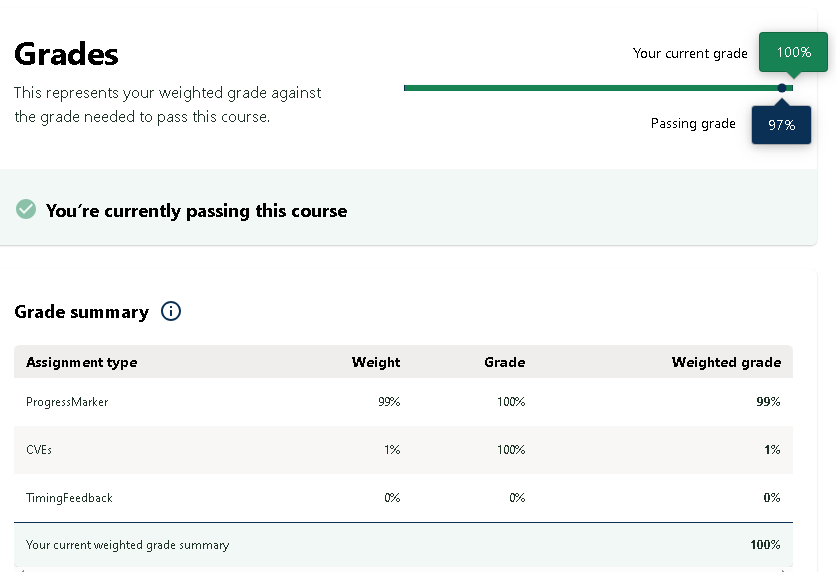 Grades
Your current grade 100%
This represents your weighted grade against
the grade needed to pass this course.
Passing grade 97%
You're currently passing this course
Grade summary
Assignment type Weight Grade Weighted grade
ProgressMarker 99% 100% 99%
CVEs 1% 100% 1%
TimingFeedback 0% 0% 0%
Your current weighted grade summary 100%